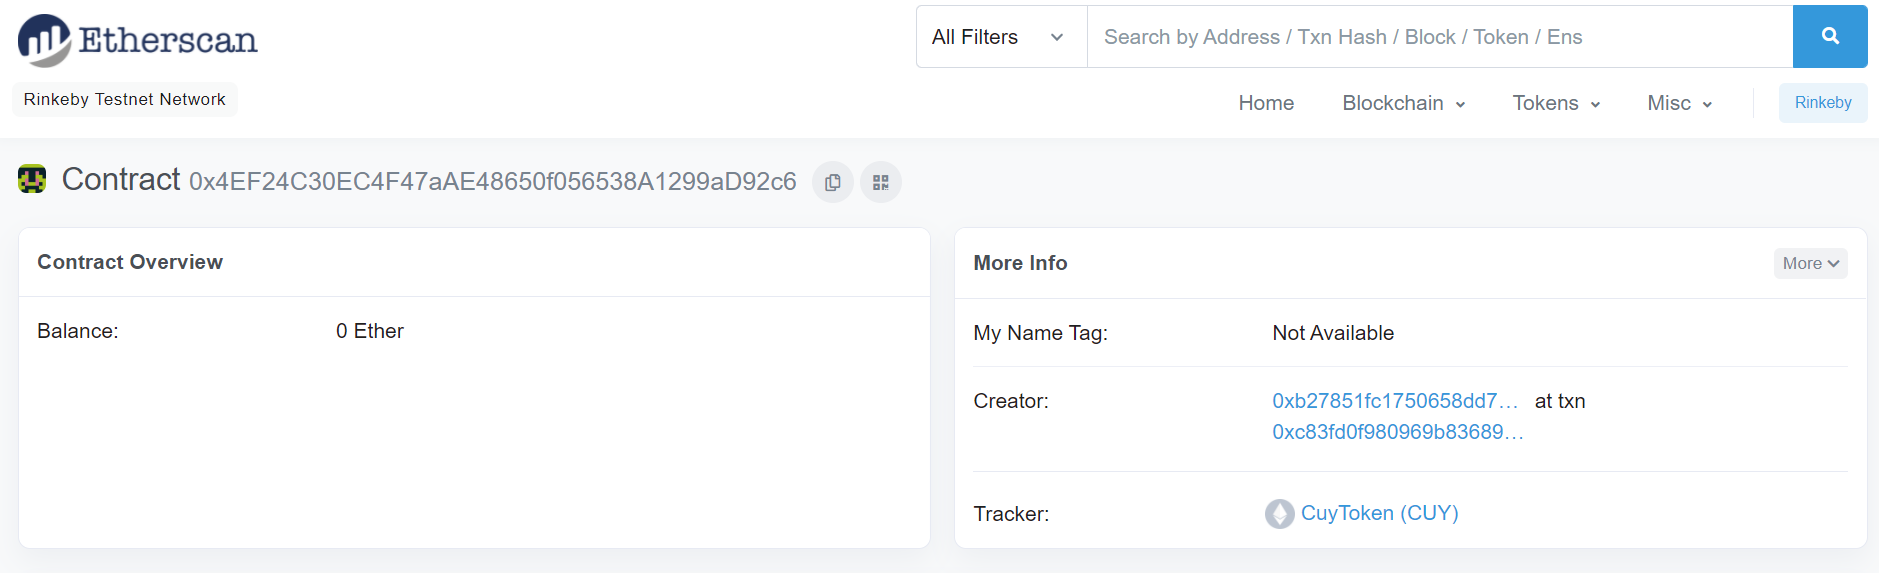 Etherscan
All Filters
Search by Address / Txn Hash / Block / Token / Ens
Rinkeby Testnet Network
Home Blockchain Tokens Misc Rinkeby
Contract 0x4EF24C30EC4F47aAE48650f056538A1299aD92c6
Contract Overview
Balance: 0 Ether
More Info More
My Name Tag: Not Available
Creator: 0xb27851fc1750658dd7... at txn
0xc83fd0f980969b83689...
Tracker: CuyToken (CUY)